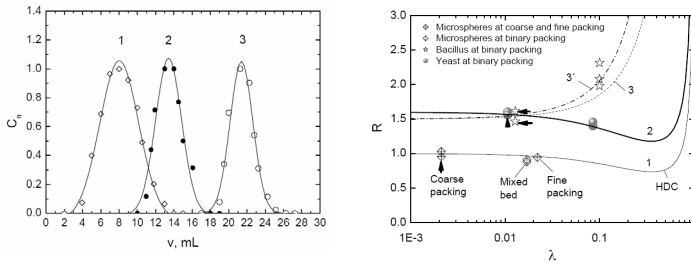 1.4
1.2
1.0
0.8
0.6
0.4
0.2
0.0
Cn
1
2
3
0 2 4 6 8 10 12 14 16 18 20 22 24 26 28 30
v, mL
3.0
2.5
2.0
1.5
1.0
0.5
0.0
R
Microspheres at coarse and fine packing
Microspheres at binary packing
Bacillus at binary packing
Yeast at binary packing
3´
3
2
1
Coarse
packing
Mixed
bed
Fine
packing
HDC
1E-3 0.01 0.1
λ